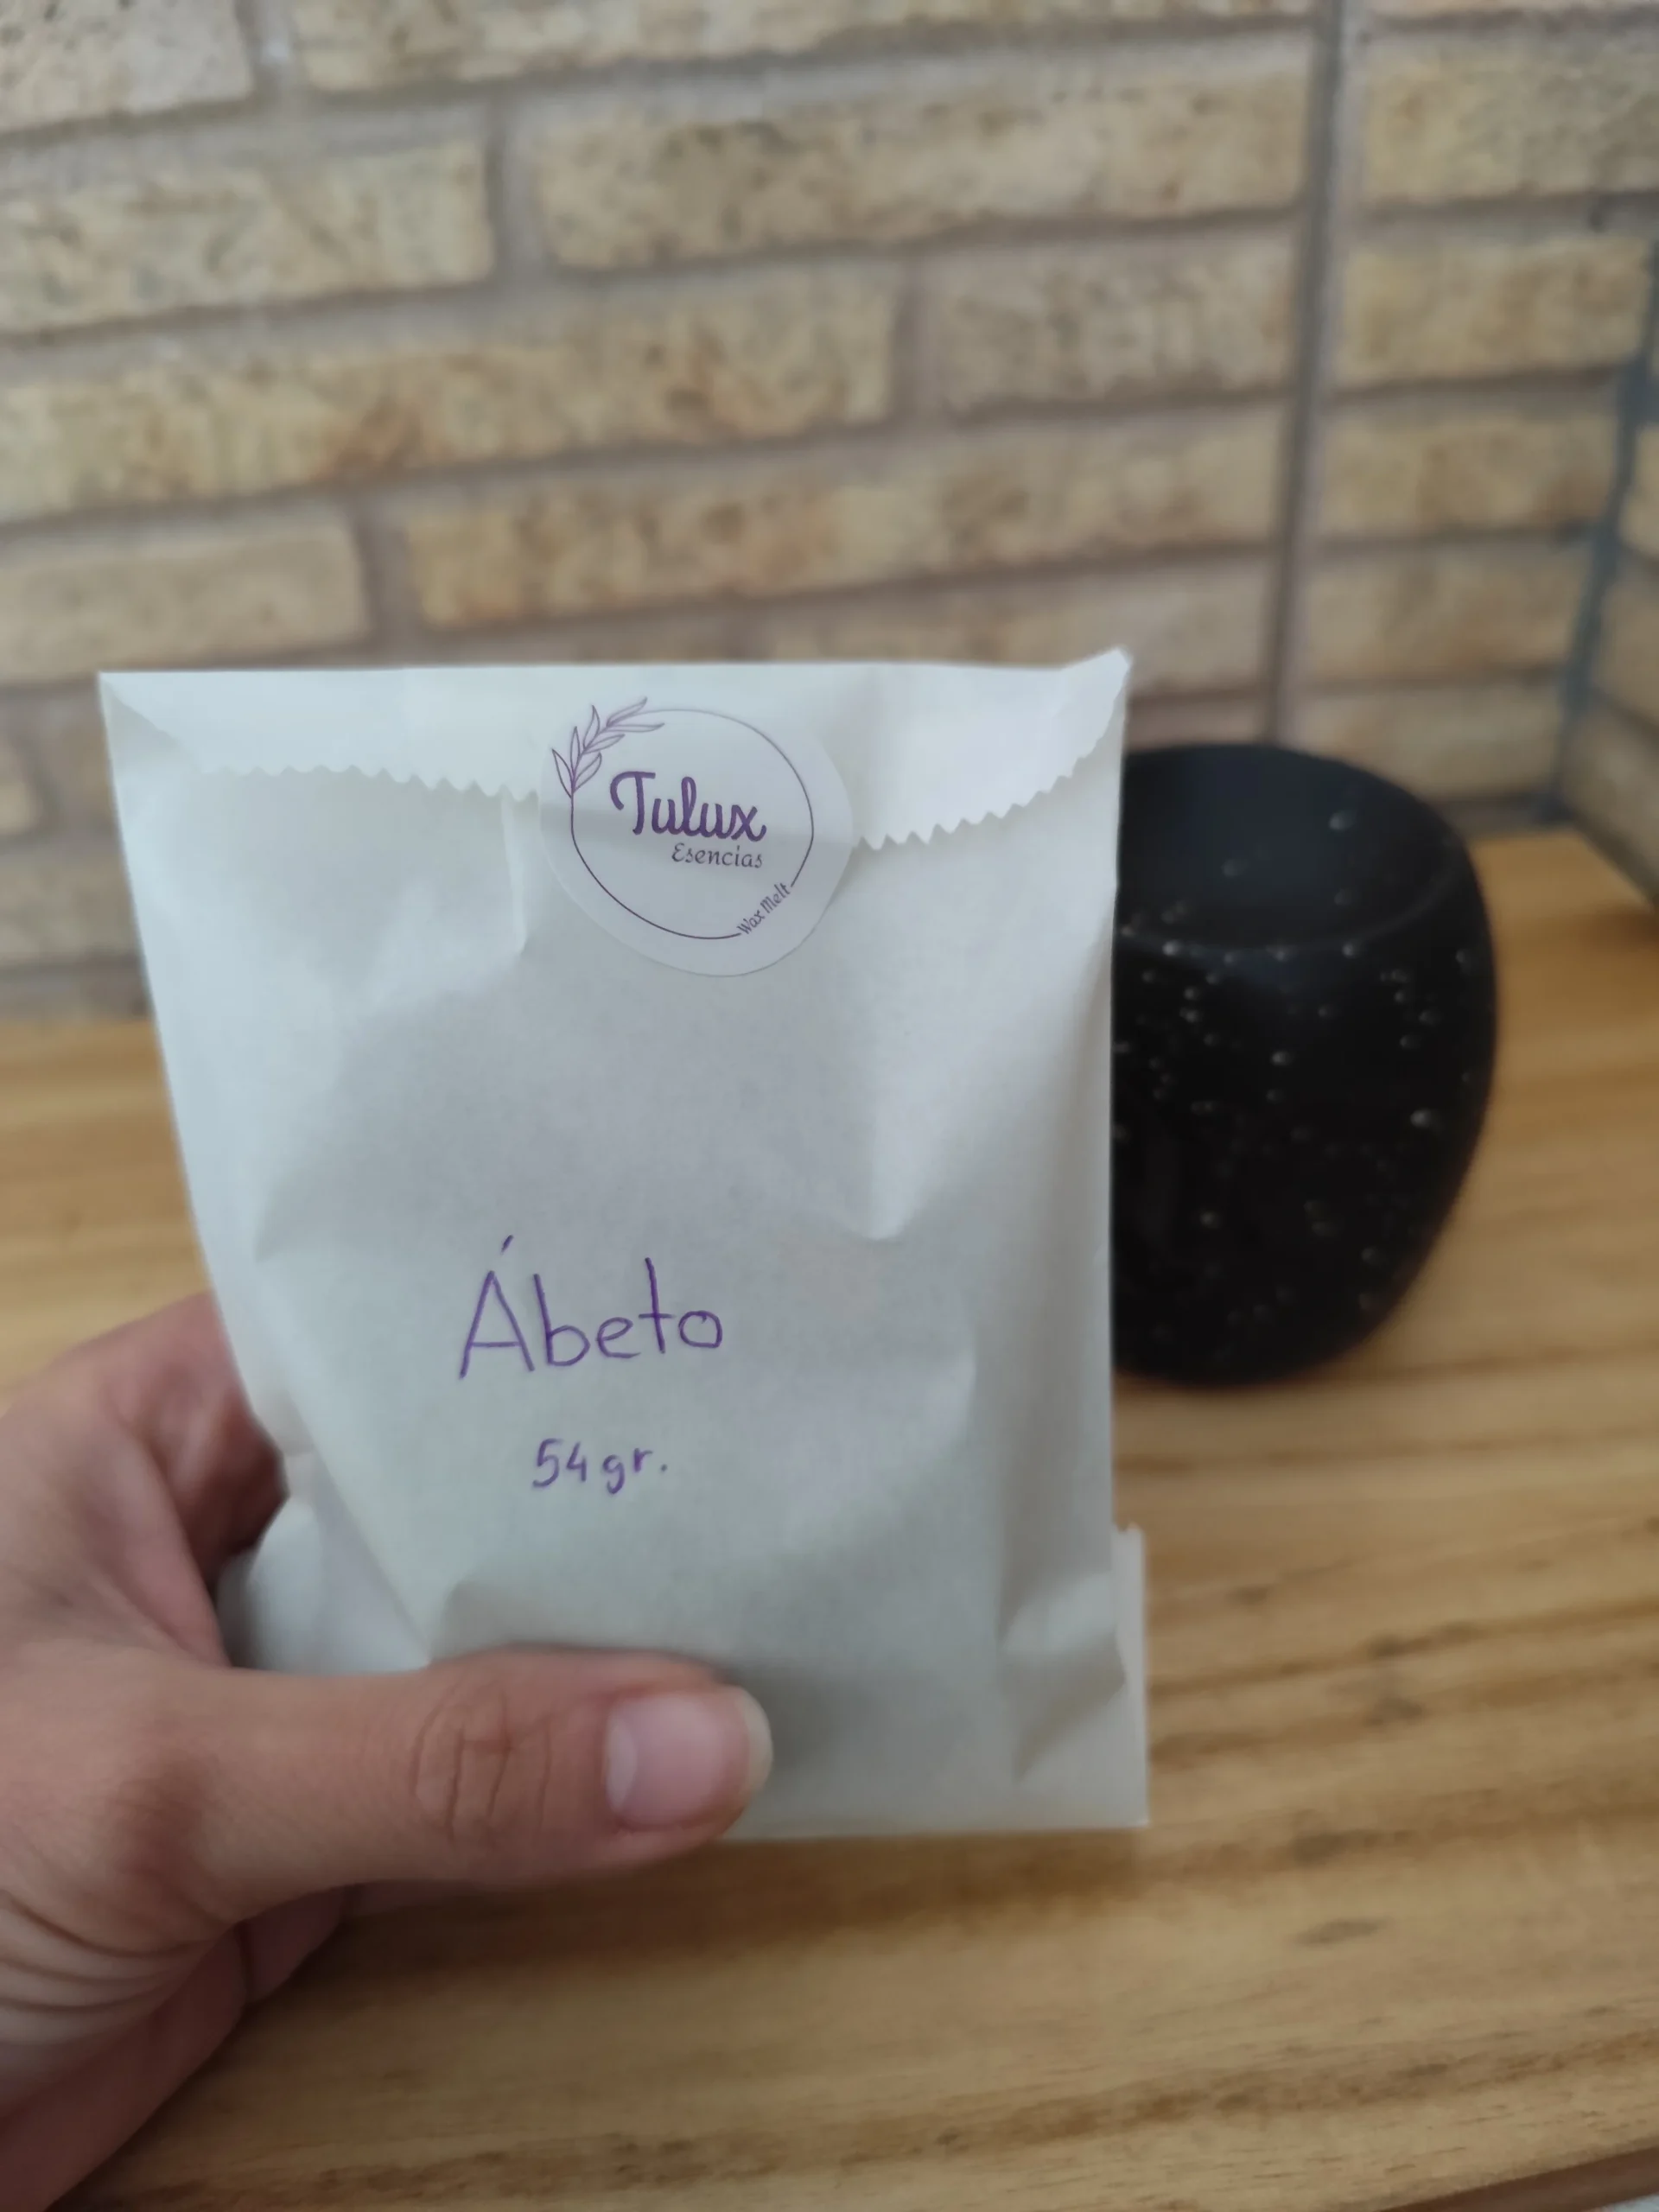 Tulux
Esencias
Wax Melt
Ábeto
54gr.